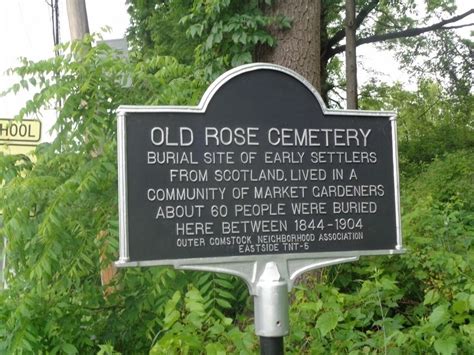 HOOL
OLD ROSE CEMETERY
BURIAL SITE OF EARLY SETTLERS
FROM SCOTLAND, LIVED IN A
COMMUNITY OF MARKET GARDENERS
ABOUT 60 PEOPLE WERE BURIED
HERE BETWEEN 1844-1904
OUTER COMSTOCK NEIGHBORHOOD ASSOCIATION
EASTSIDE TNT-5